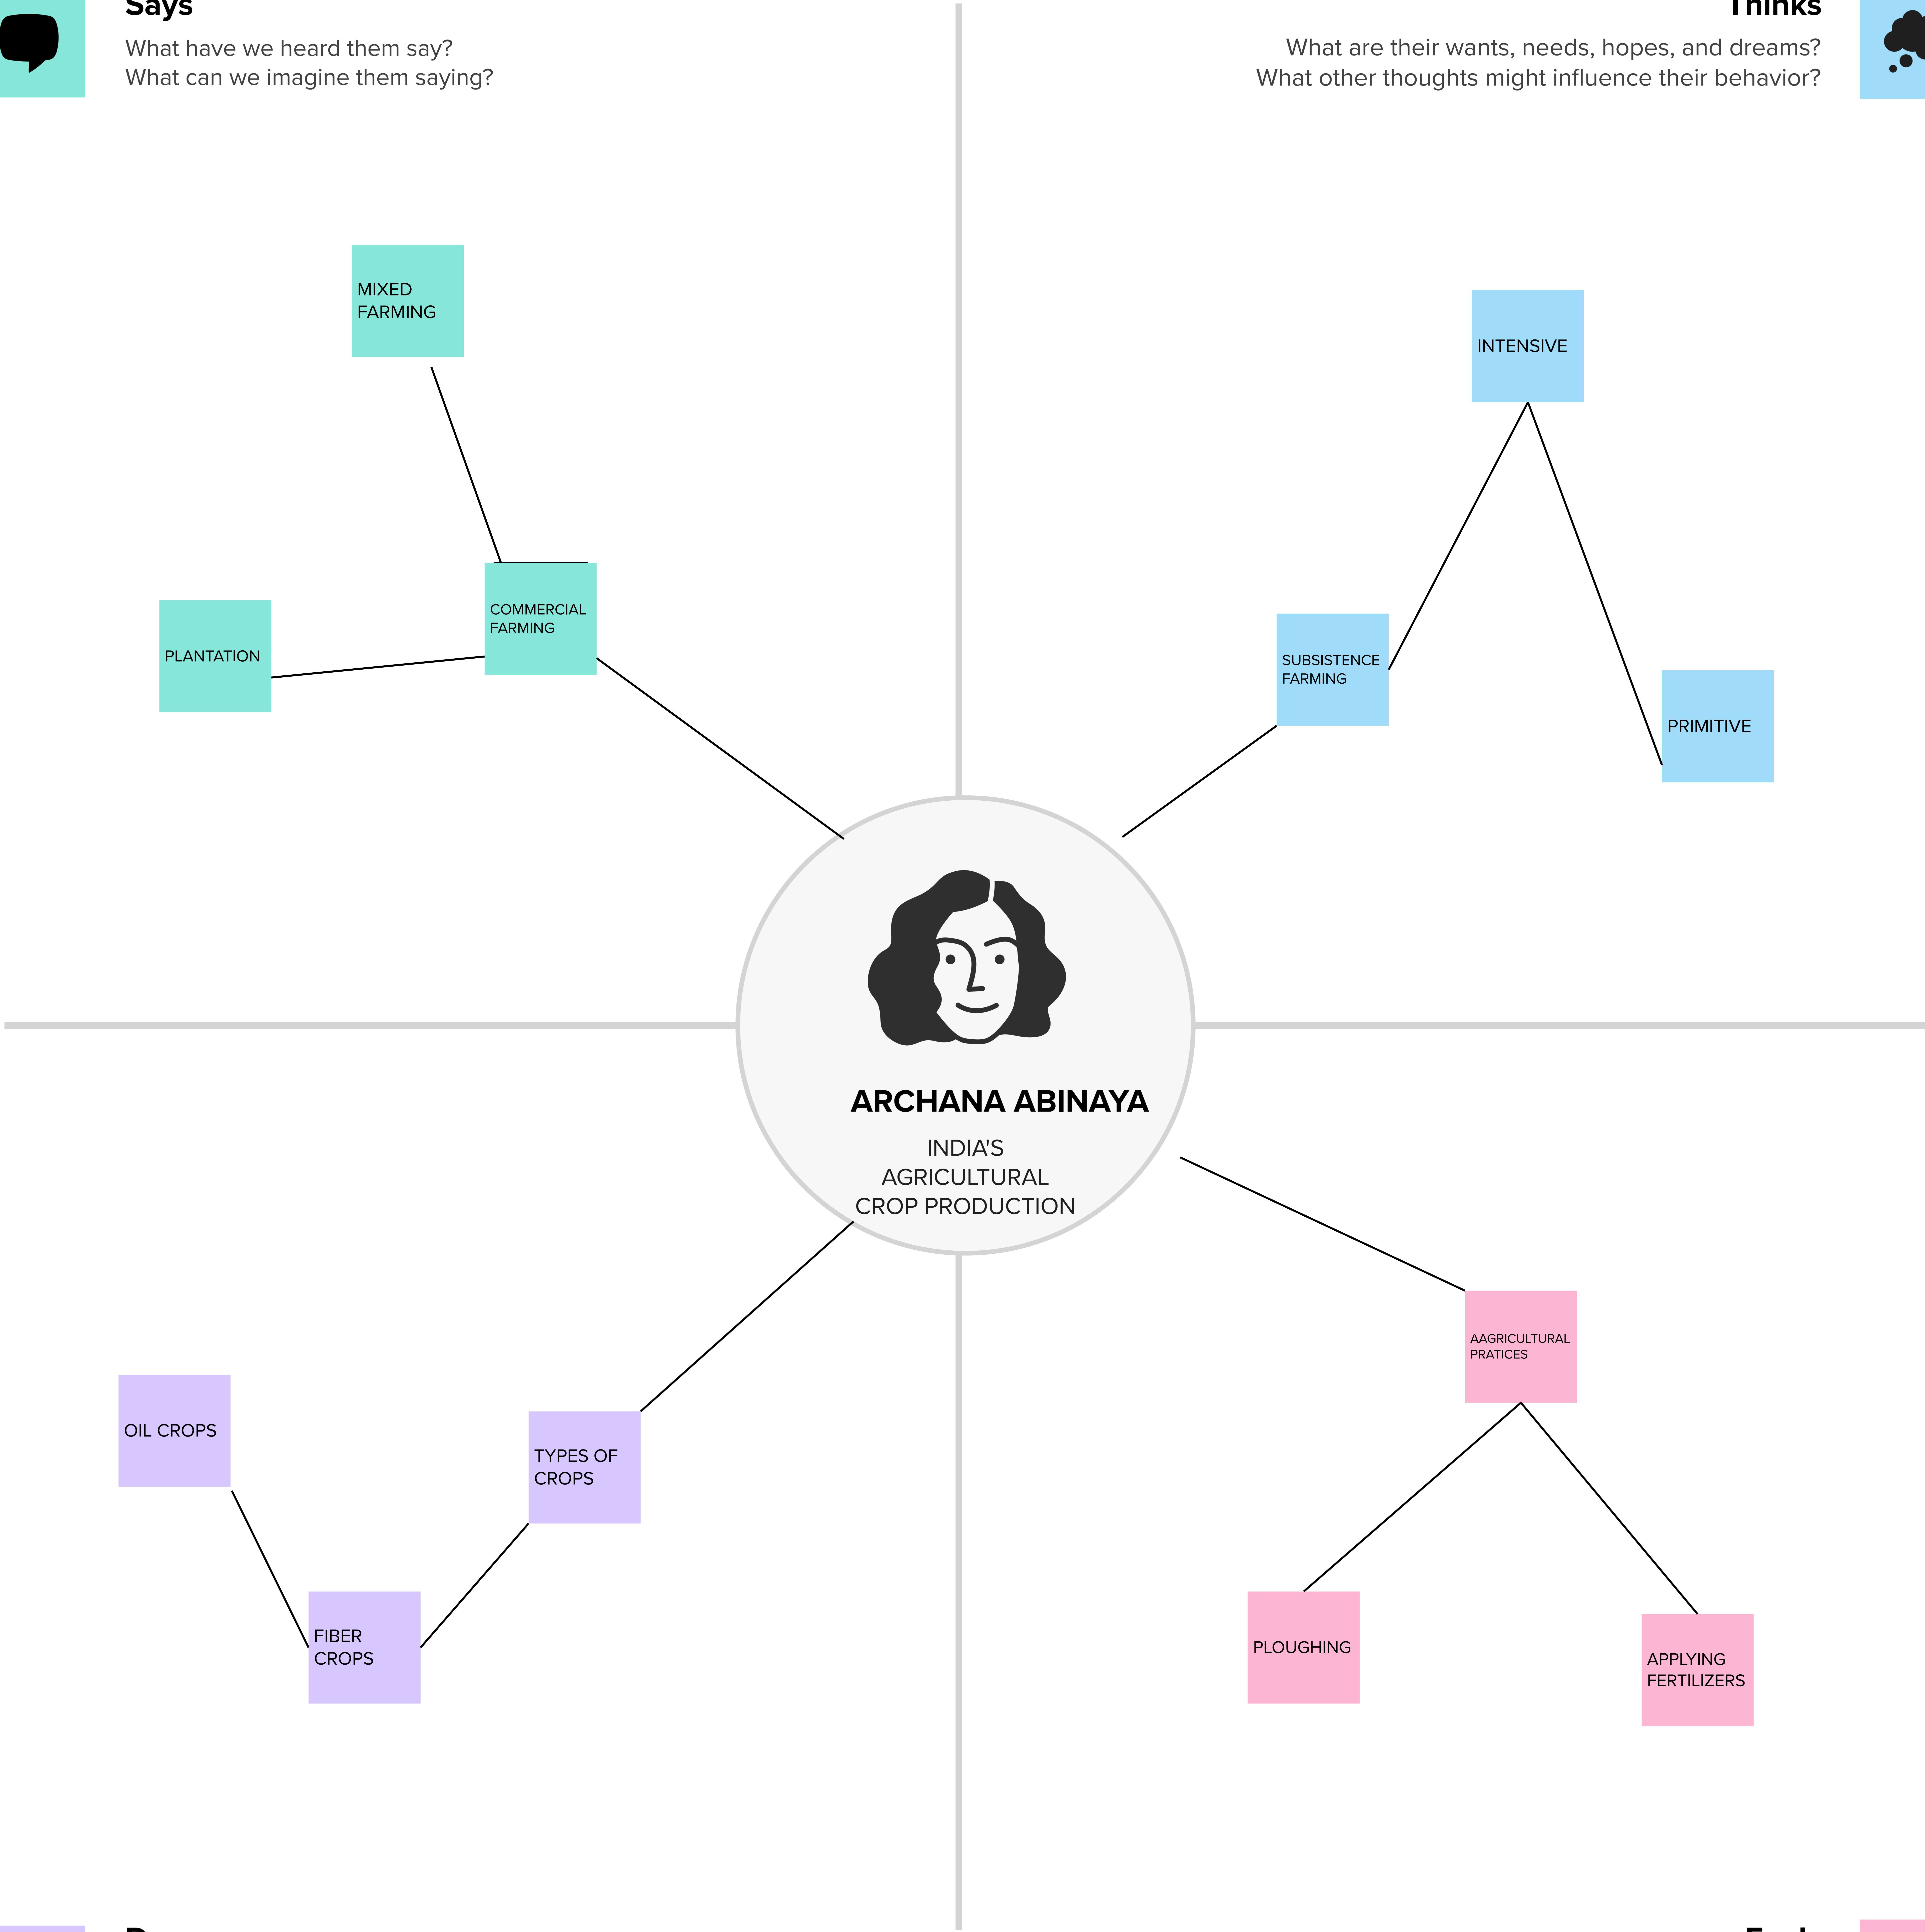 Says
What have we heard them say?
What can we imagine them saying?
Thinks
What are their wants, needs, hopes, and dreams?
What other thoughts might influence their behavior?
MIXED
FARMING
COMMERCIAL
FARMING
PLANTATION
INTENSIVE
SUBSISTENCE
FARMING
PRIMITIVE
ARCHANA ABINAYA
INDIA'S
AGRICULTURAL
CROP PRODUCTION
OIL CROPS
TYPES OF
CROPS
FIBER
CROPS
AAGRICULTURAL
PRATICES
PLOUGHING
APPLYING
FERTILIZERS